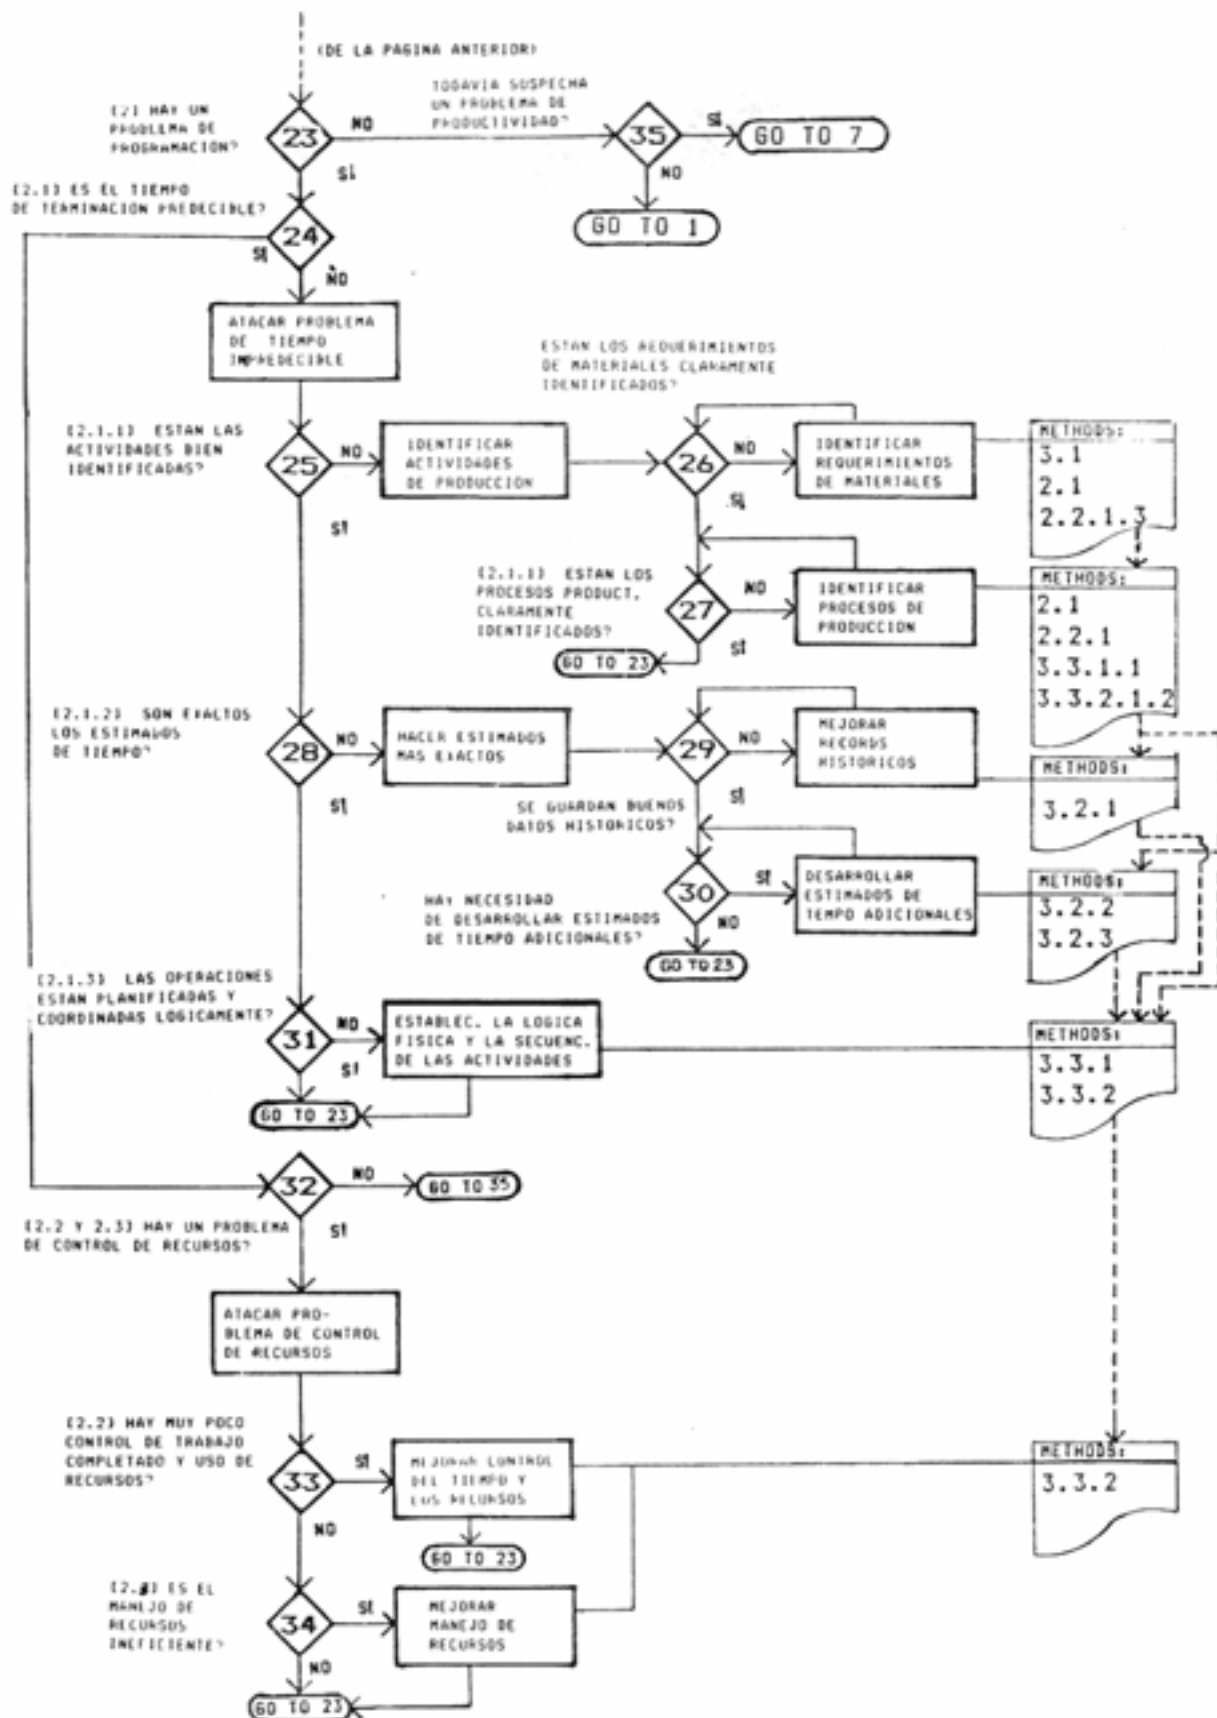 (DE LA PAGINA ANTERIOR)
TODAVIA SUSPECHA
UN PROBLEMA DE
PRODUCTIVIDAD?
[2] HAY UN
PROBLEMA DE
PROGRAMACION?
23
NO
35
SI
GO TO 7
NO
GO TO 1
SI
[2.1] ES EL TIEMPO
DE TERMINACION PREDECIBLE?
24
SI
NO
ATACAR PROBLEMA
DE TIEMPO
IMPREDECIBLE
ESTAN LOS REQUERIMIENTOS
DE MATERIALES CLARAMENTE
IDENTIFICADOS?
[2.1.1] ESTAN LAS
ACTIVIDADES BIEN
IDENTIFICADAS?
25
NO
SI
IDENTIFICAR
ACTIVIDADES
DE PRODUCCION
26
NO
SI
IDENTIFICAR
REQUERIMIENTOS
DE MATERIALES
METHODS:
3.1
2.1
2.2.1.3
[2.1.1] ESTAN LOS
PROCESOS PRODUCT.
CLARAMENTE
IDENTIFICADOS?
27
NO
SI
GO TO 23
IDENTIFICAR
PROCESOS DE
PRODUCCION
METHODS:
2.1
2.2.1
3.3.1.1
3.3.2.1.2
[2.1.2] SON EXACTOS
LOS ESTIMADOS
DE TIEMPO?
28
NO
SI
HACER ESTIMADOS
MAS EXACTOS
29
NO
SI
MEJORAR
RECORDS
HISTORICOS
METHODS:
3.2.1
SE GUARDAN BUENOS
DATOS HISTORICOS?
30
SI
NO
DESARROLLAR
ESTIMADOS DE
TEMPO ADICIONALES
METHODS:
3.2.2
3.2.3
HAY NECESIDAD
DE DESARROLLAR ESTIMADOS
DE TIEMPO ADICIONALES?
GO TO 23
[2.1.3] LAS OPERACIONES
ESTAN PLANIFICADAS Y
COORDINADAS LOGICAMENTE?
31
NO
SI
ESTABLEC. LA LOGICA
FISICA Y LA SECUENC.
DE LAS ACTIVIDADES
METHODS:
3.3.1
3.3.2
GO TO 23
32
NO
GO TO 35
SI
[2.2 Y 2.3] HAY UN PROBLEMA
DE CONTROL DE RECURSOS?
ATACAR PRO-
BLEMA DE CONTROL
DE RECURSOS
[2.2] HAY MUY POCO
CONTROL DE TRABAJO
COMPLETADO Y USO DE
RECURSOS?
33
SI
NO
MEJORAR CONTROL
DEL TIEMPO Y
LOS RECURSOS
METHODS:
3.3.2
GO TO 23
[2.3] ES EL
MANEJO DE
RECURSOS
INEFICIENTE?
34
SI
NO
MEJORAR
MANEJO DE
RECURSOS
GO TO 23